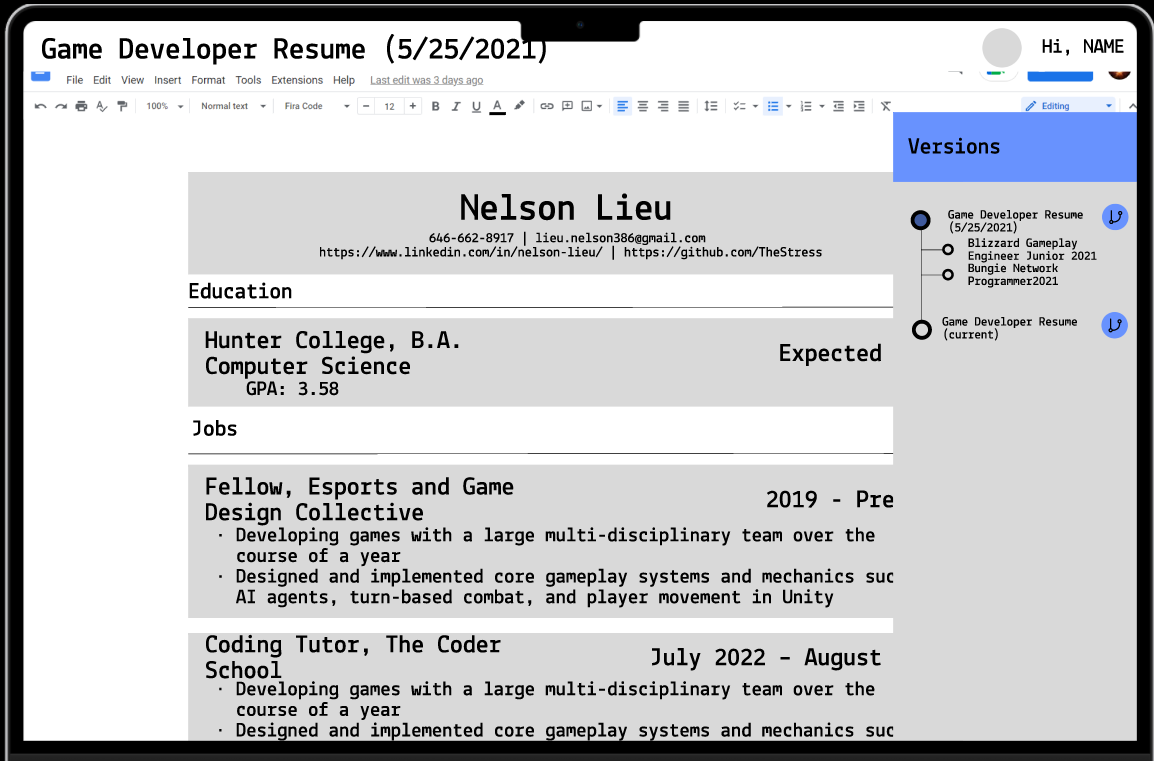 Game Developer Resume (5/25/2021)
Hi, NAME
File Edit View Insert Format Tools Extensions Help Last edit was 3 days ago
100% Normal text Fira Code − 12 + B I U A Editing
Versions
Game Developer Resume
(5/25/2021)
Blizzard Gameplay
Engineer Junior 2021
Bungie Network
Programmer2021
Game Developer Resume
(current)
Nelson Lieu
646-662-8917 | lieu.nelson386@gmail.com
https://www.linkedin.com/in/nelson-lieu/ | https://github.com/TheStress
Education
Hunter College, B.A.
Computer Science
Expected
GPA: 3.58
Jobs
Fellow, Esports and Game
Design Collective
2019 - Pre
· Developing games with a large multi-disciplinary team over the
course of a year
· Designed and implemented core gameplay systems and mechanics suc
AI agents, turn-based combat, and player movement in Unity
Coding Tutor, The Coder
School
July 2022 – August
· Developing games with a large multi-disciplinary team over the
course of a year
· Designed and implemented core gameplay systems and mechanics suc